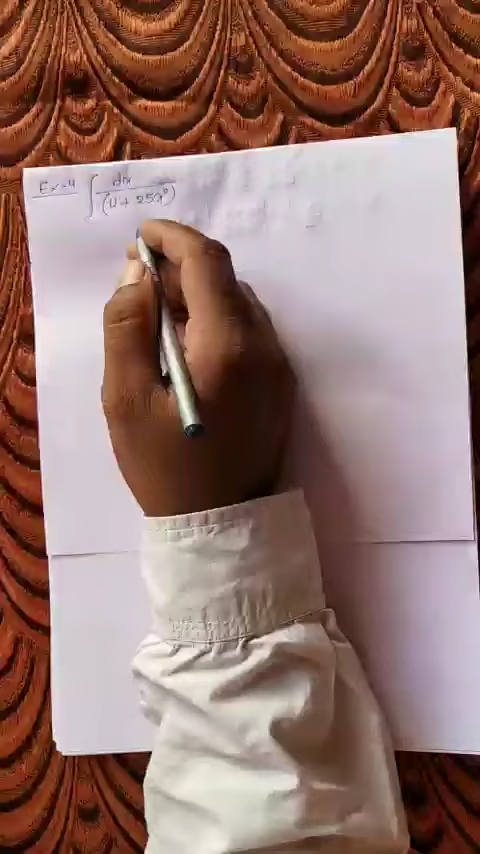 Ex-4 ∫ dx / (4 + 25x²)